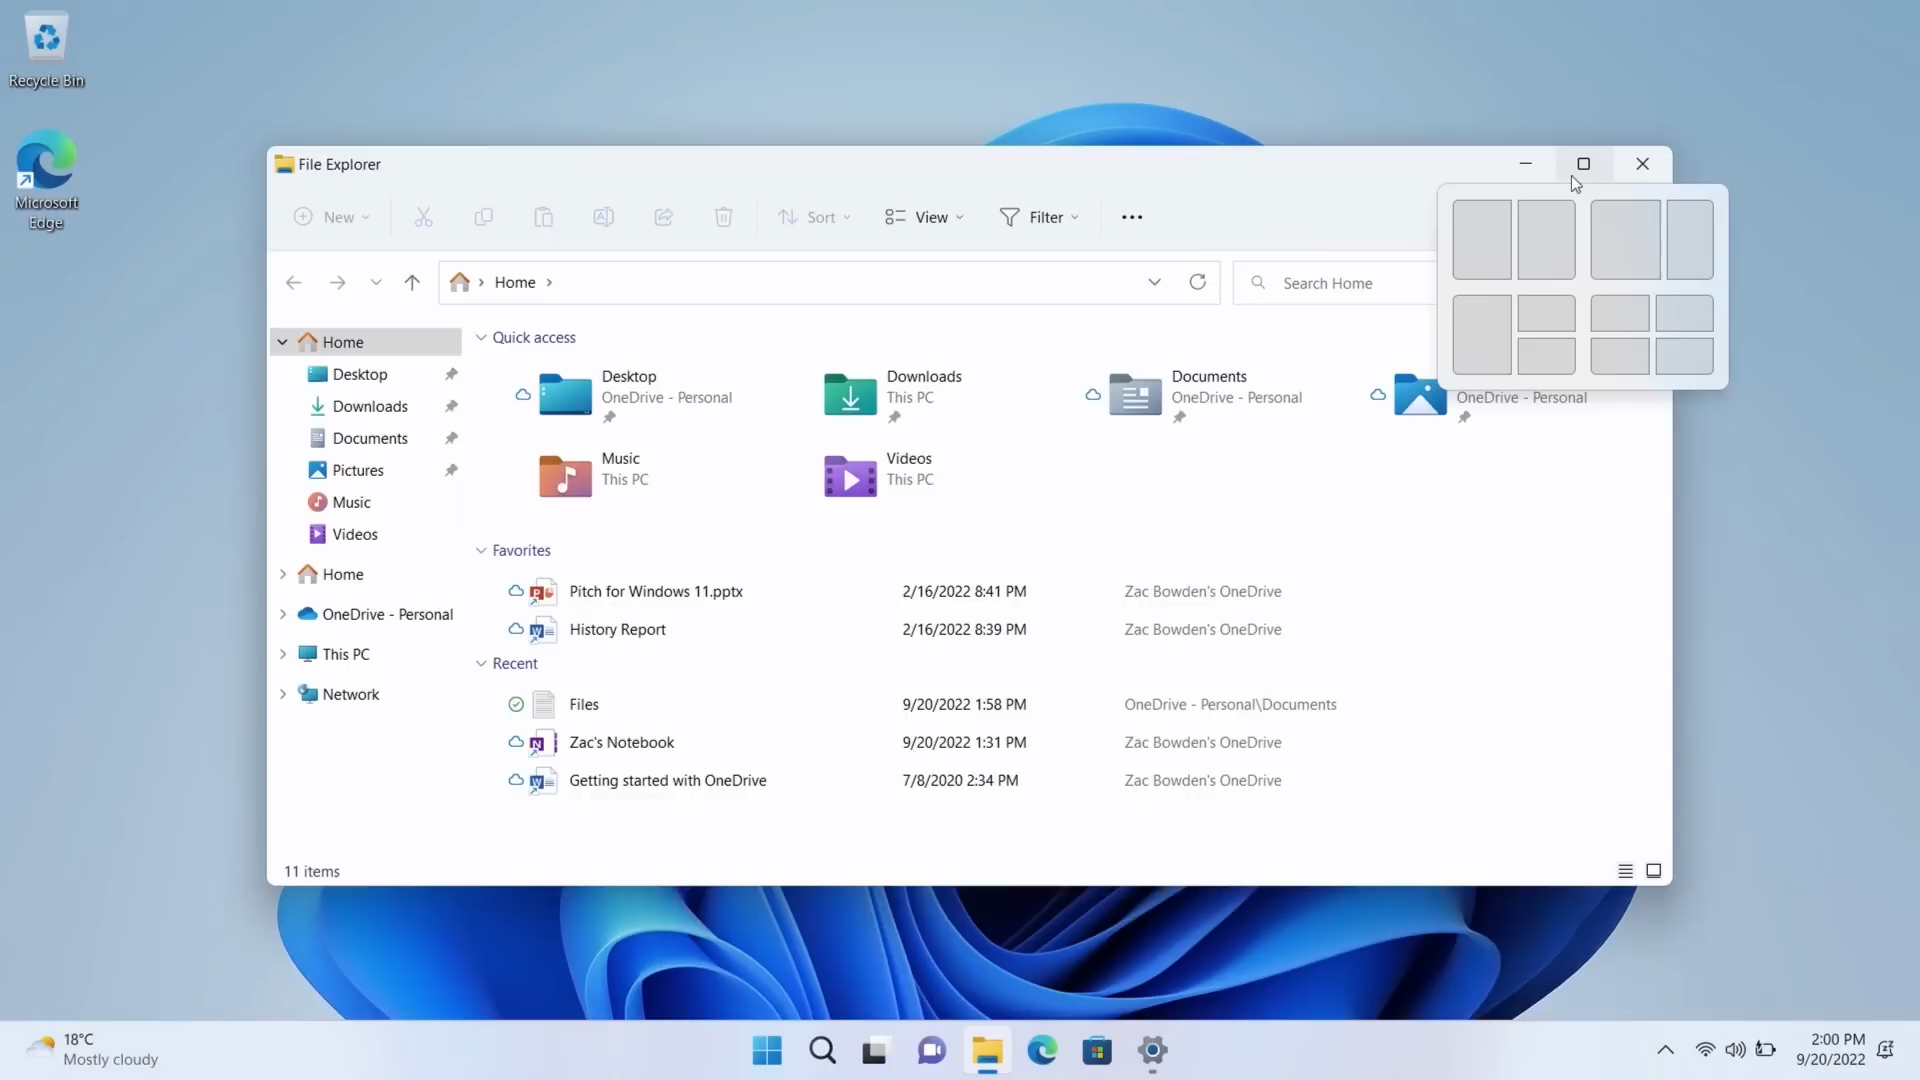 Recycle Bin
Microsoft
Edge
File Explorer
New
Sort
View
Filter
Home
Search Home
Home
Desktop
Downloads
Documents
Pictures
Music
Videos
Home
OneDrive - Personal
This PC
Network
Quick access
Desktop
OneDrive - Personal
Downloads
This PC
Documents
OneDrive - Personal
OneDrive - Personal
Music
This PC
Videos
This PC
Favorites
Pitch for Windows 11.pptx 2/16/2022 8:41 PM Zac Bowden's OneDrive
History Report 2/16/2022 8:39 PM Zac Bowden's OneDrive
Recent
Files 9/20/2022 1:58 PM OneDrive - Personal\Documents
Zac's Notebook 9/20/2022 1:31 PM Zac Bowden's OneDrive
Getting started with OneDrive 7/8/2020 2:34 PM Zac Bowden's OneDrive
11 items
18°C
Mostly cloudy
2:00 PM
9/20/2022